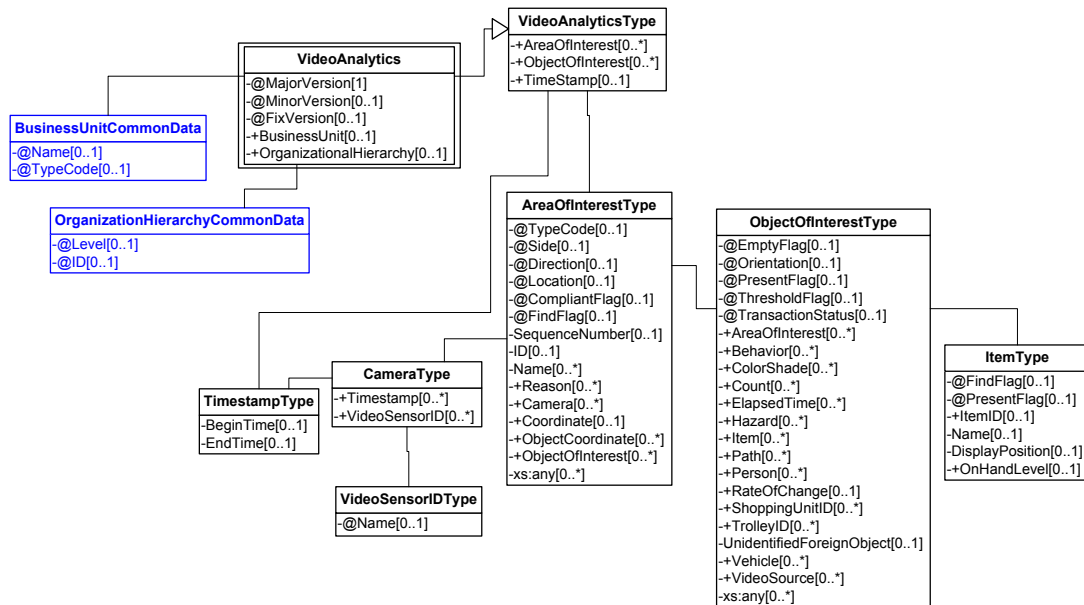 VideoAnalyticsType
-+AreaOfInterest[0..*]
-+ObjectOfInterest[0..*]
-+TimeStamp[0..1]
VideoAnalytics
-@MajorVersion[1]
-@MinorVersion[0..1]
-@FixVersion[0..1]
-+BusinessUnit[0..1]
-+OrganizationalHierarchy[0..1]
BusinessUnitCommonData
-@Name[0..1]
-@TypeCode[0..1]
OrganizationHierarchyCommonData
-@Level[0..1]
-@ID[0..1]
AreaOfInterestType
-@TypeCode[0..1]
-@Side[0..1]
-@Direction[0..1]
-@Location[0..1]
-@CompliantFlag[0..1]
-@FindFlag[0..1]
-SequenceNumber[0..1]
-ID[0..1]
-Name[0..*]
-+Reason[0..*]
-+Camera[0..*]
-+Coordinate[0..1]
-+ObjectCoordinate[0..*]
-+ObjectOfInterest[0..*]
-xs:any[0..*]
ObjectOfInterestType
-@EmptyFlag[0..1]
-@Orientation[0..1]
-@PresentFlag[0..1]
-@ThresholdFlag[0..1]
-@TransactionStatus[0..1]
-+AreaOfInterest[0..*]
-+Behavior[0..*]
-+ColorShade[0..*]
-+Count[0..*]
-+ElapsedTime[0..*]
-+Hazard[0..*]
-+Item[0..*]
-+Path[0..*]
-+Person[0..*]
-+RateOfChange[0..1]
-+ShoppingUnitID[0..*]
-+TrolleyID[0..*]
-UnidentifiedForeignObject[0..1]
-+Vehicle[0..*]
-+VideoSource[0..*]
-xs:any[0..*]
ItemType
-@FindFlag[0..1]
-@PresentFlag[0..1]
-+ItemID[0..1]
-Name[0..1]
-DisplayPosition[0..1]
-+OnHandLevel[0..1]
CameraType
-+Timestamp[0..*]
-+VideoSensorID[0..*]
TimestampType
-BeginTime[0..1]
-EndTime[0..1]
VideoSensorIDType
-@Name[0..1]